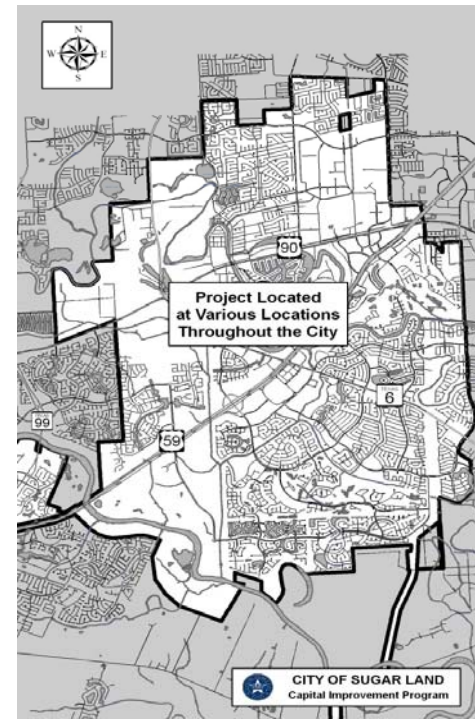 N
W E
S
90
Project Located
at Various Locations
Throughout the City
6
99
59
CITY OF SUGAR LAND
Capital Improvement Program